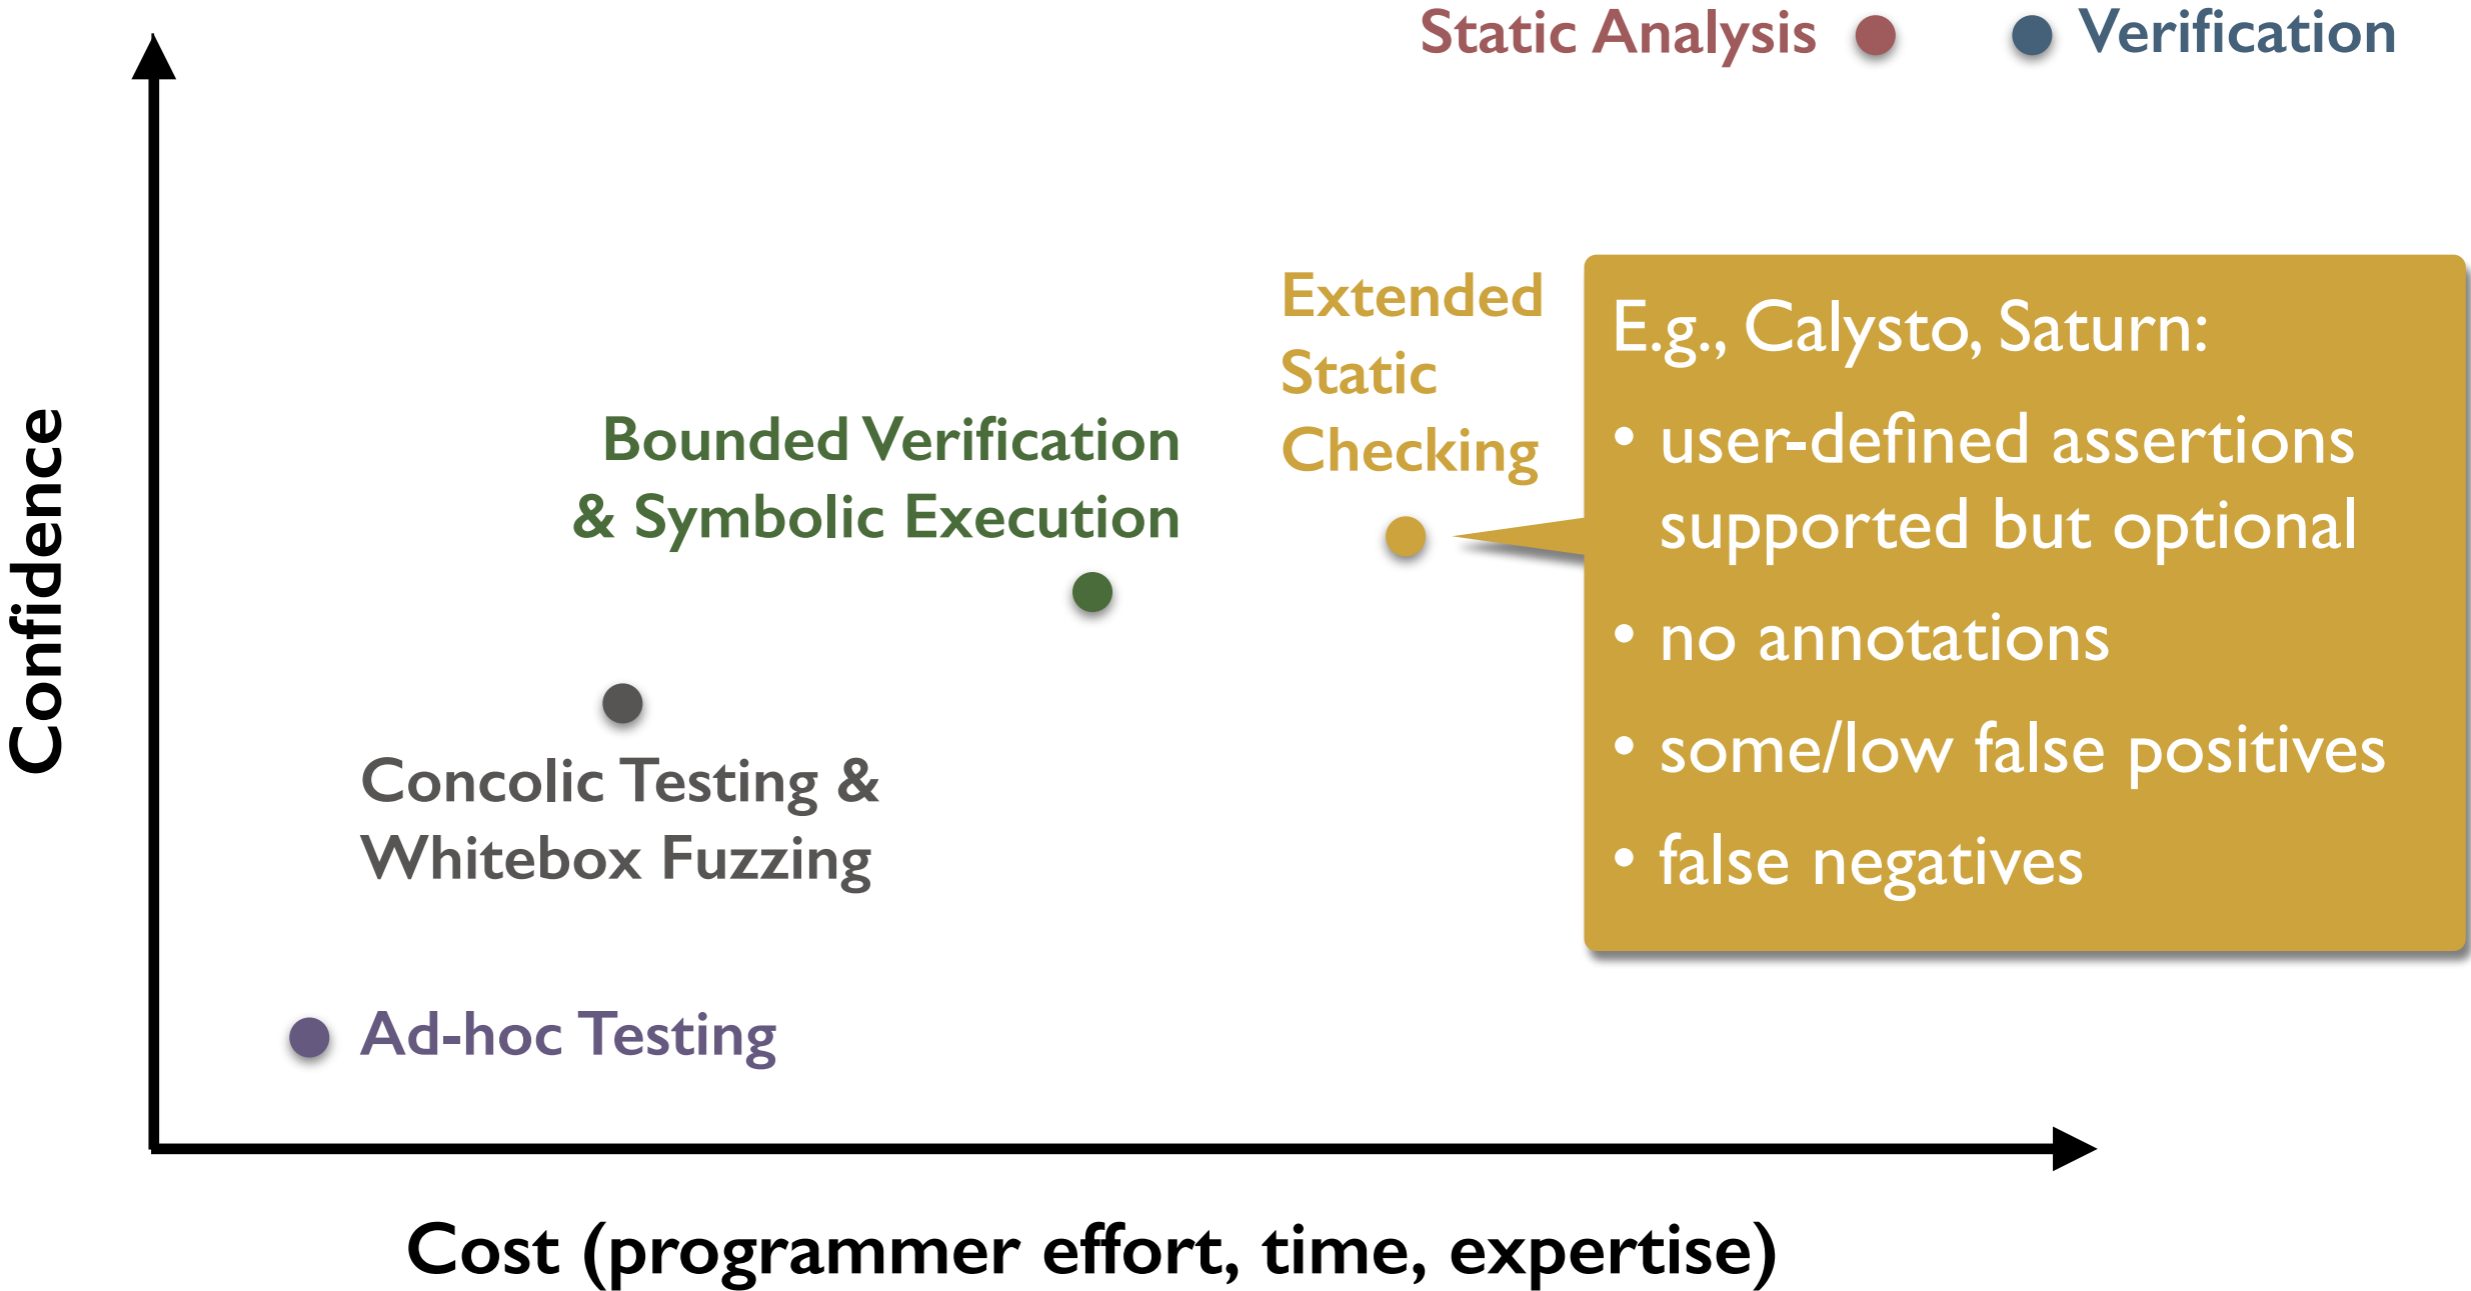 Static Analysis
Verification
Extended
Static
Checking
E.g., Calysto, Saturn:
• user-defined assertions
supported but optional
• no annotations
• some/low false positives
• false negatives
Bounded Verification
& Symbolic Execution
Confidence
Concolic Testing &
Whitebox Fuzzing
Ad-hoc Testing
Cost (programmer effort, time, expertise)